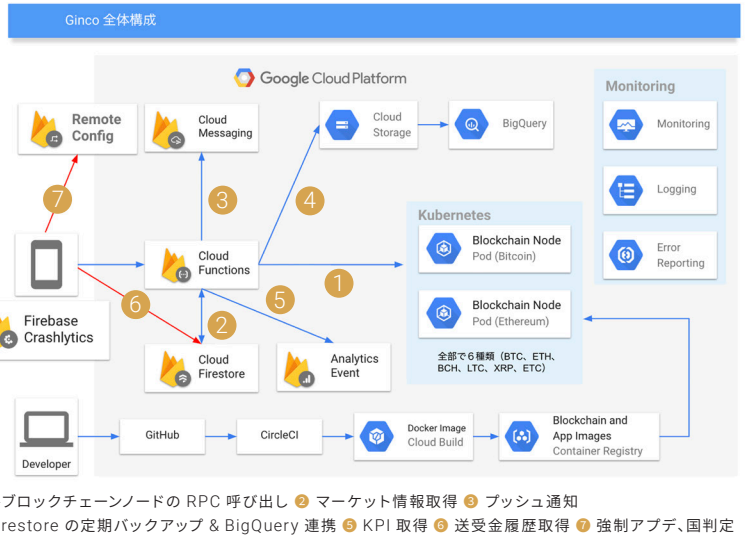 Ginco 全体構成
Google Cloud Platform
Remote
Config
Cloud
Messaging
Cloud
Storage
BigQuery
Monitoring
Monitoring
Logging
Error
Reporting
7
3
4
Kubernetes
Blockchain Node
Pod (Bitcoin)
Blockchain Node
Pod (Ethereum)
全部で６種類（BTC、ETH、
BCH、LTC、XRP、ETC）
Cloud
Functions
1
5
6
2
Firebase
Crashlytics
Cloud
Firestore
Analytics
Event
Developer
GitHub
CircleCI
Docker Image
Cloud Build
Blockchain and
App Images
Container Registry
ブロックチェーンノードの RPC 呼び出し ❷ マーケット情報取得 ❸ プッシュ通知
restore の定期バックアップ & BigQuery 連携 ❺ KPI 取得 ❻ 送受金履歴取得 ❼ 強制アプデ、国判定